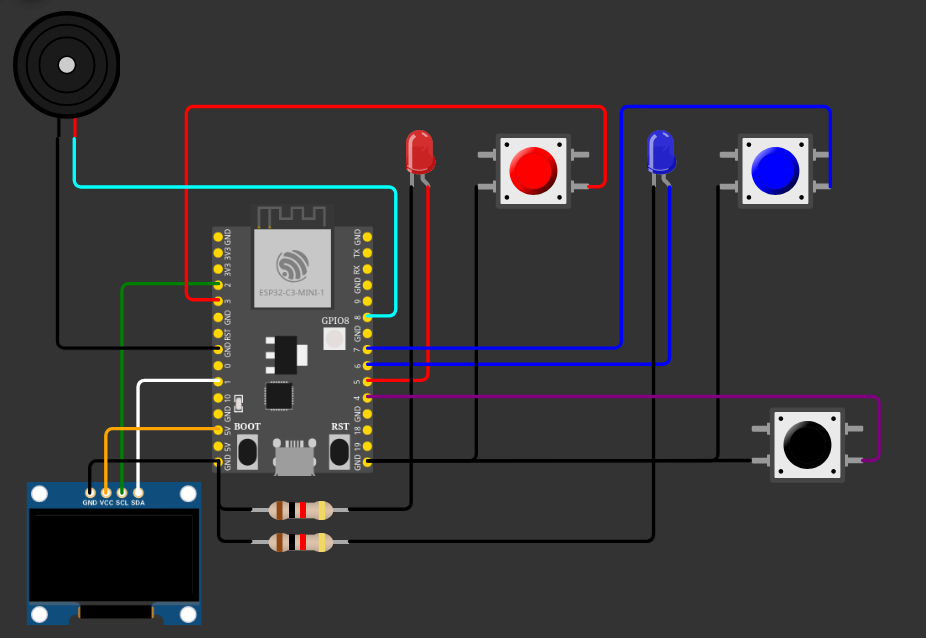 ESP32-C3-MINI-1
GND
3V3
3V3
2
3
GND
RST
GND
0
1
10
GND
5V
5V
GND
GND
TX
RX
GND
9
8
GND
7
6
5
4
GND
18
19
GND
GPIO8
BOOT
RST
GND VCC SCL SDA